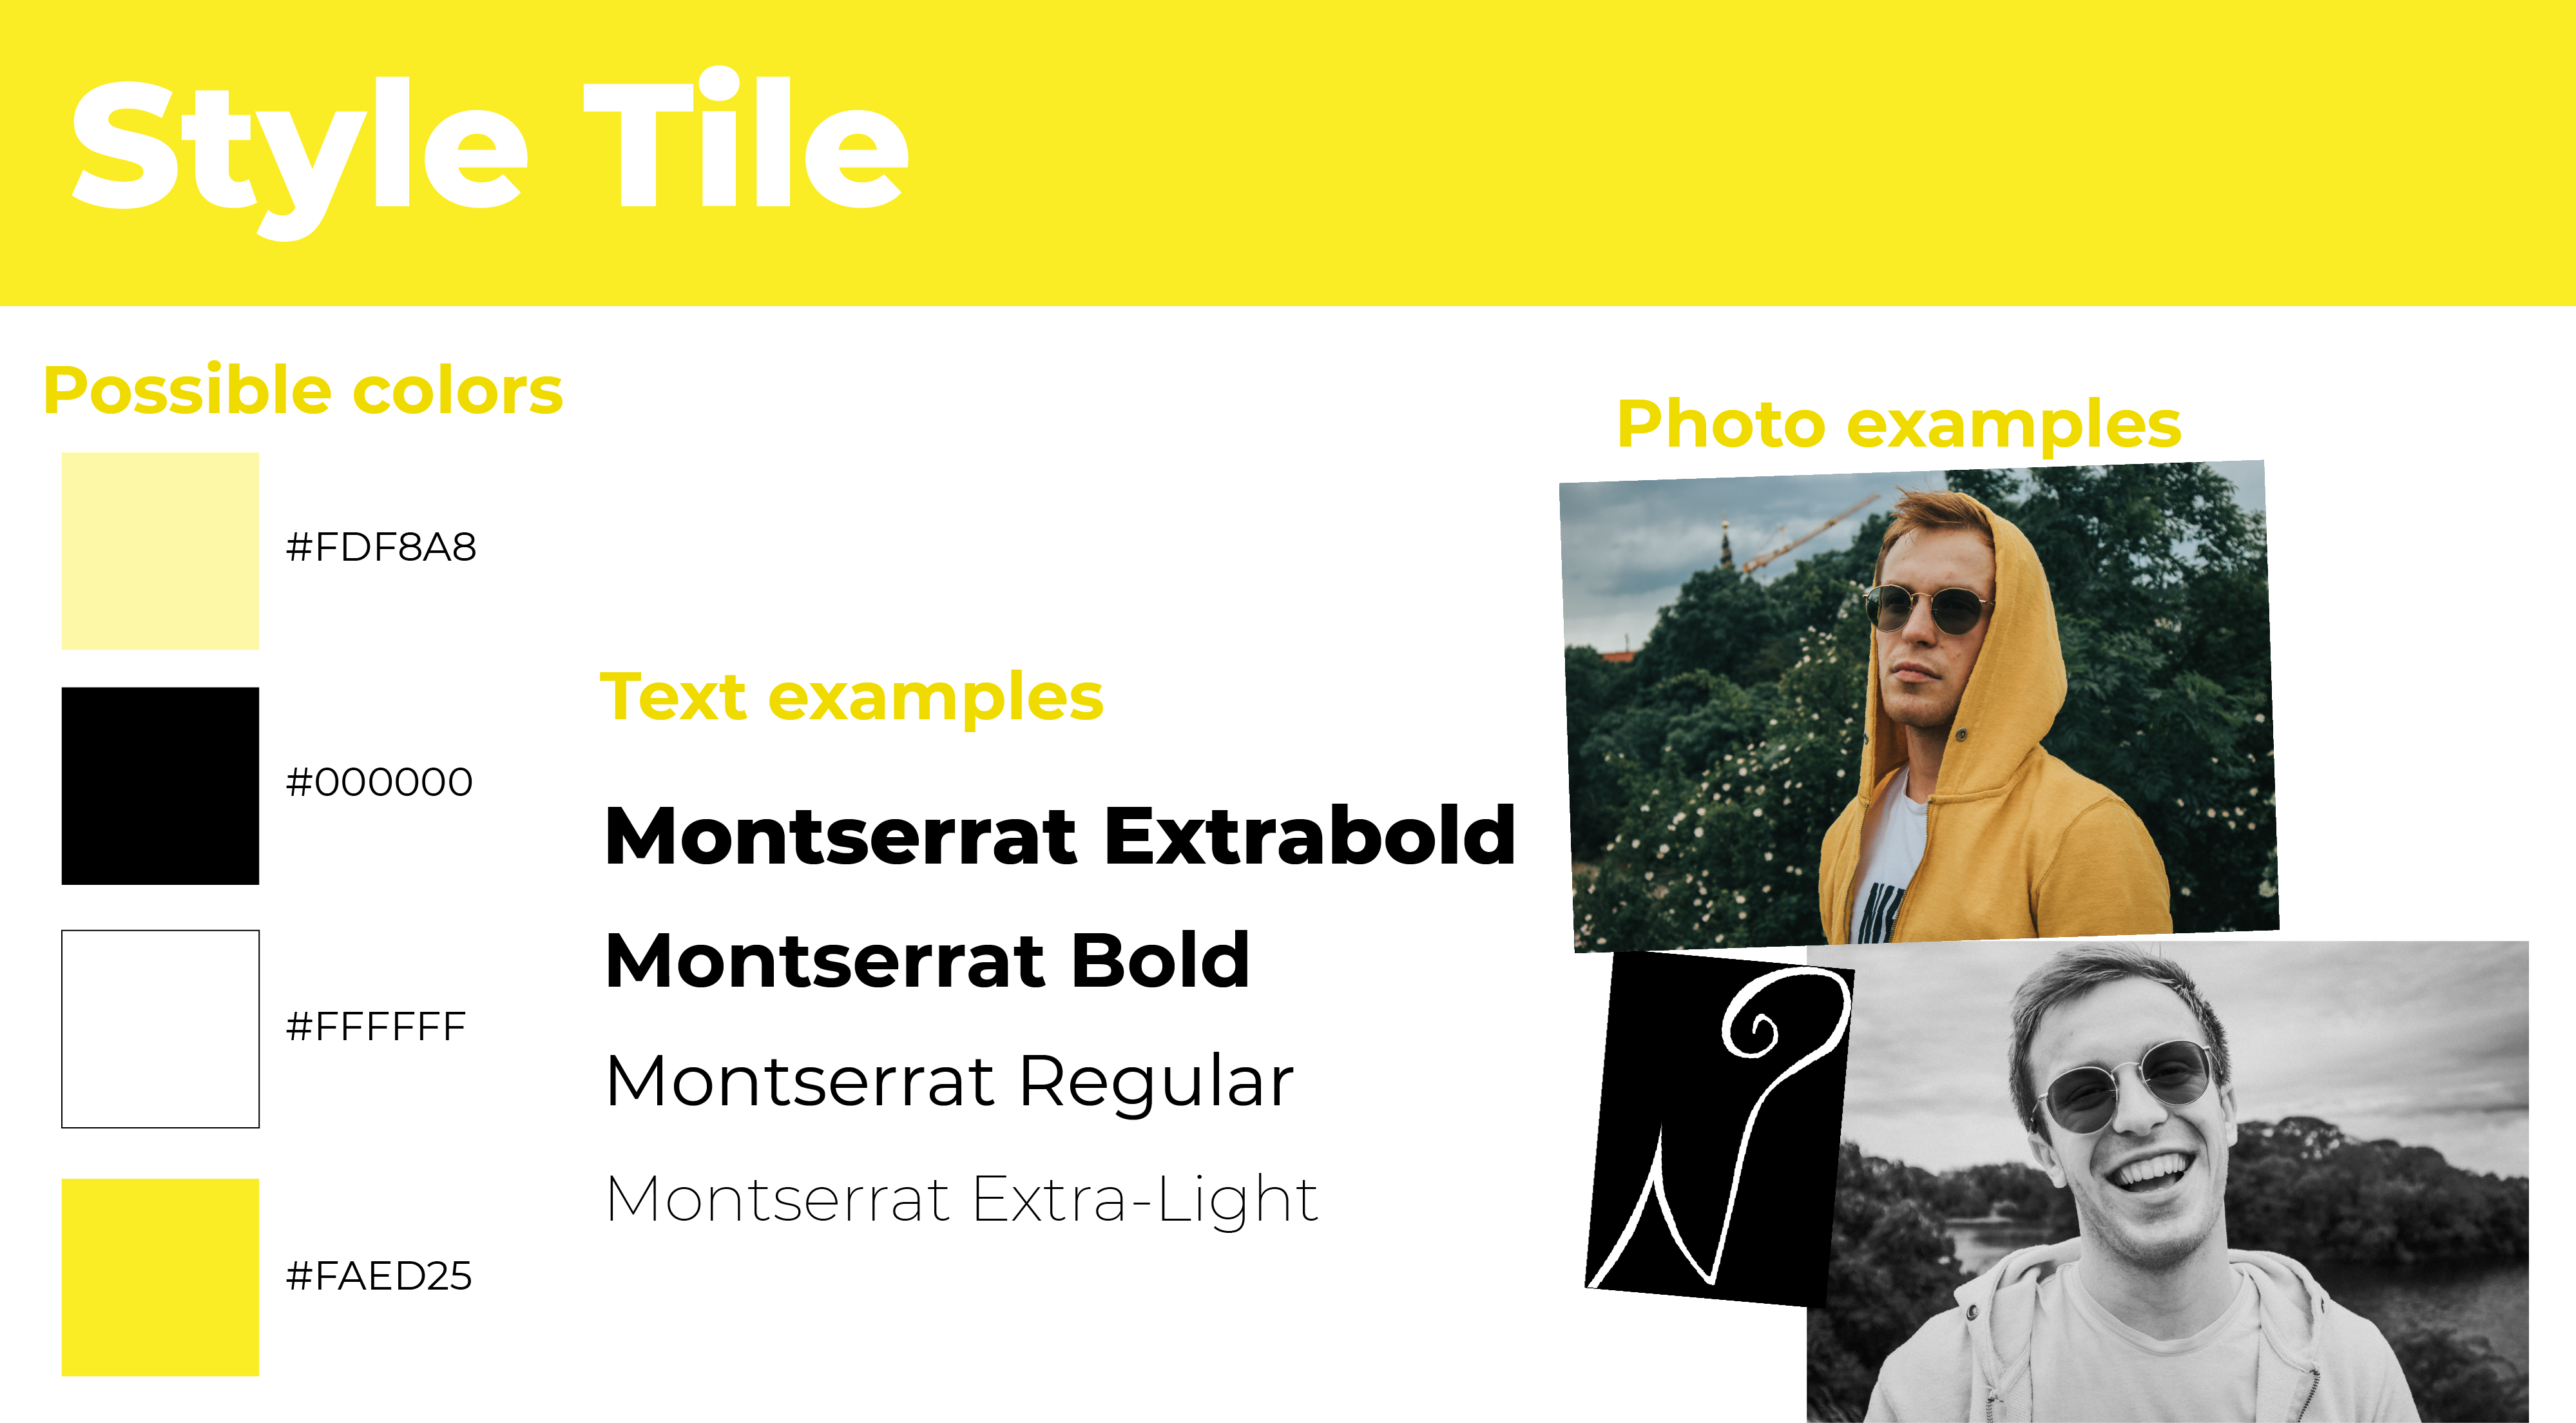 Style Tile
Possible colors
#FDF8A8
#000000
#FFFFFF
#FAED25
Text examples
Montserrat Extrabold
Montserrat Bold
Montserrat Regular
Montserrat Extra-Light
Photo examples
N